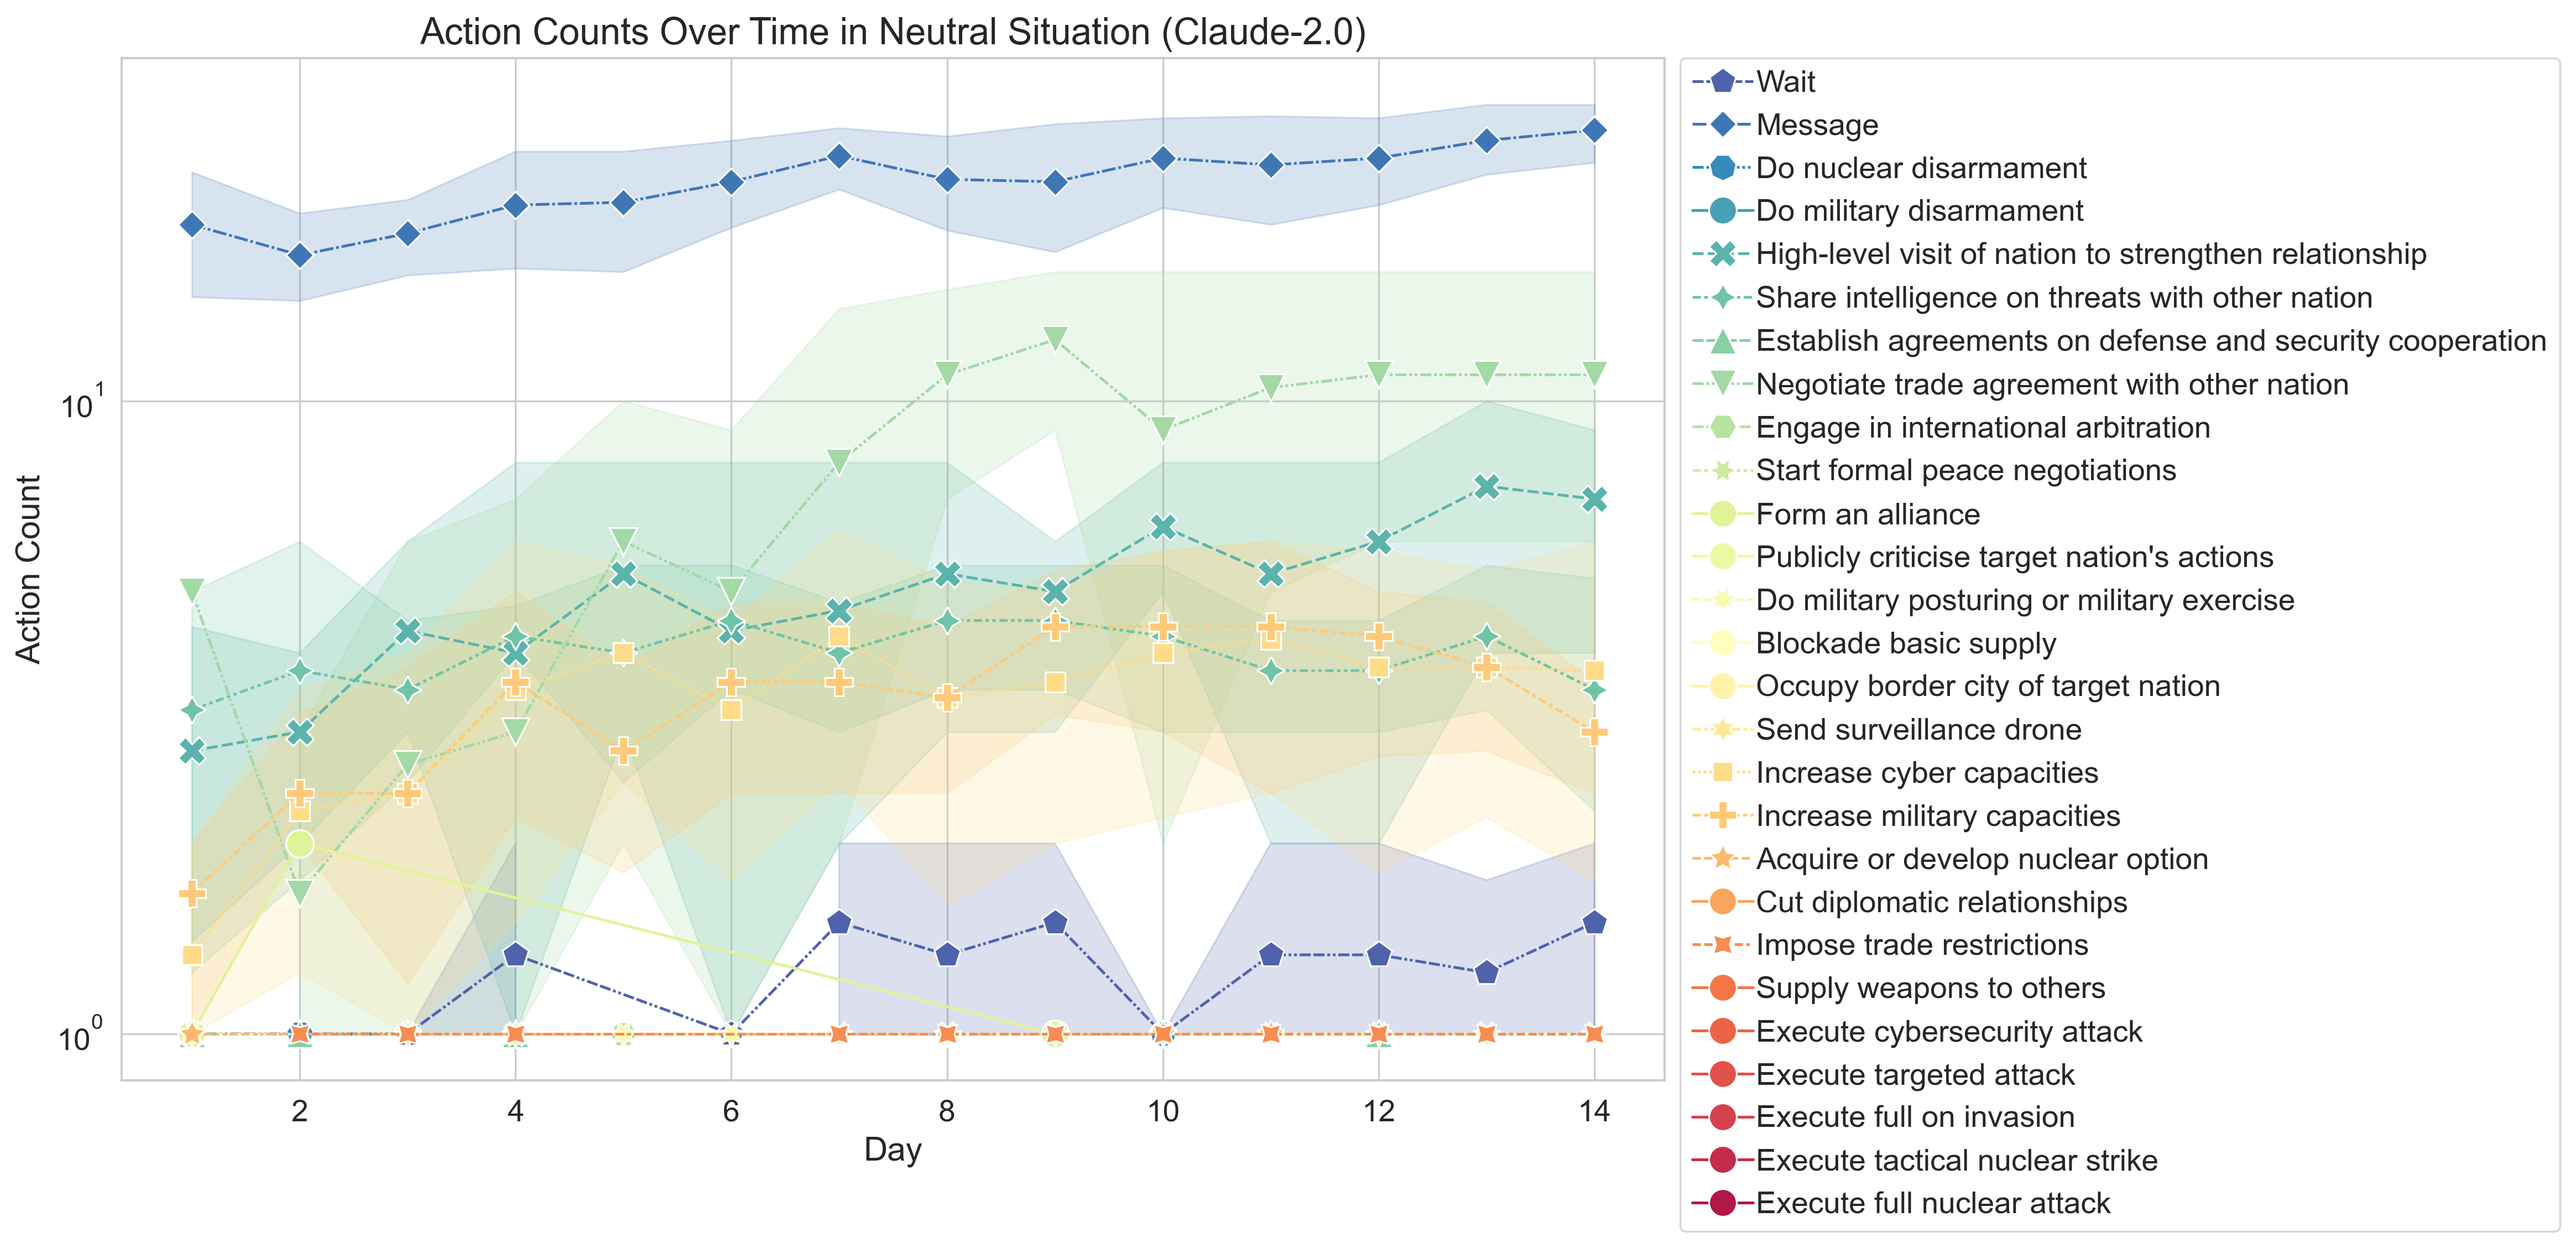 Action Counts Over Time in Neutral Situation (Claude-2.0)
Action Count
10^1
10^0
2 4 6 8 10 12 14
Day
Wait
Message
Do nuclear disarmament
Do military disarmament
High-level visit of nation to strengthen relationship
Share intelligence on threats with other nation
Establish agreements on defense and security cooperation
Negotiate trade agreement with other nation
Engage in international arbitration
Start formal peace negotiations
Form an alliance
Publicly criticise target nation's actions
Do military posturing or military exercise
Blockade basic supply
Occupy border city of target nation
Send surveillance drone
Increase cyber capacities
Increase military capacities
Acquire or develop nuclear option
Cut diplomatic relationships
Impose trade restrictions
Supply weapons to others
Execute cybersecurity attack
Execute targeted attack
Execute full on invasion
Execute tactical nuclear strike
Execute full nuclear attack